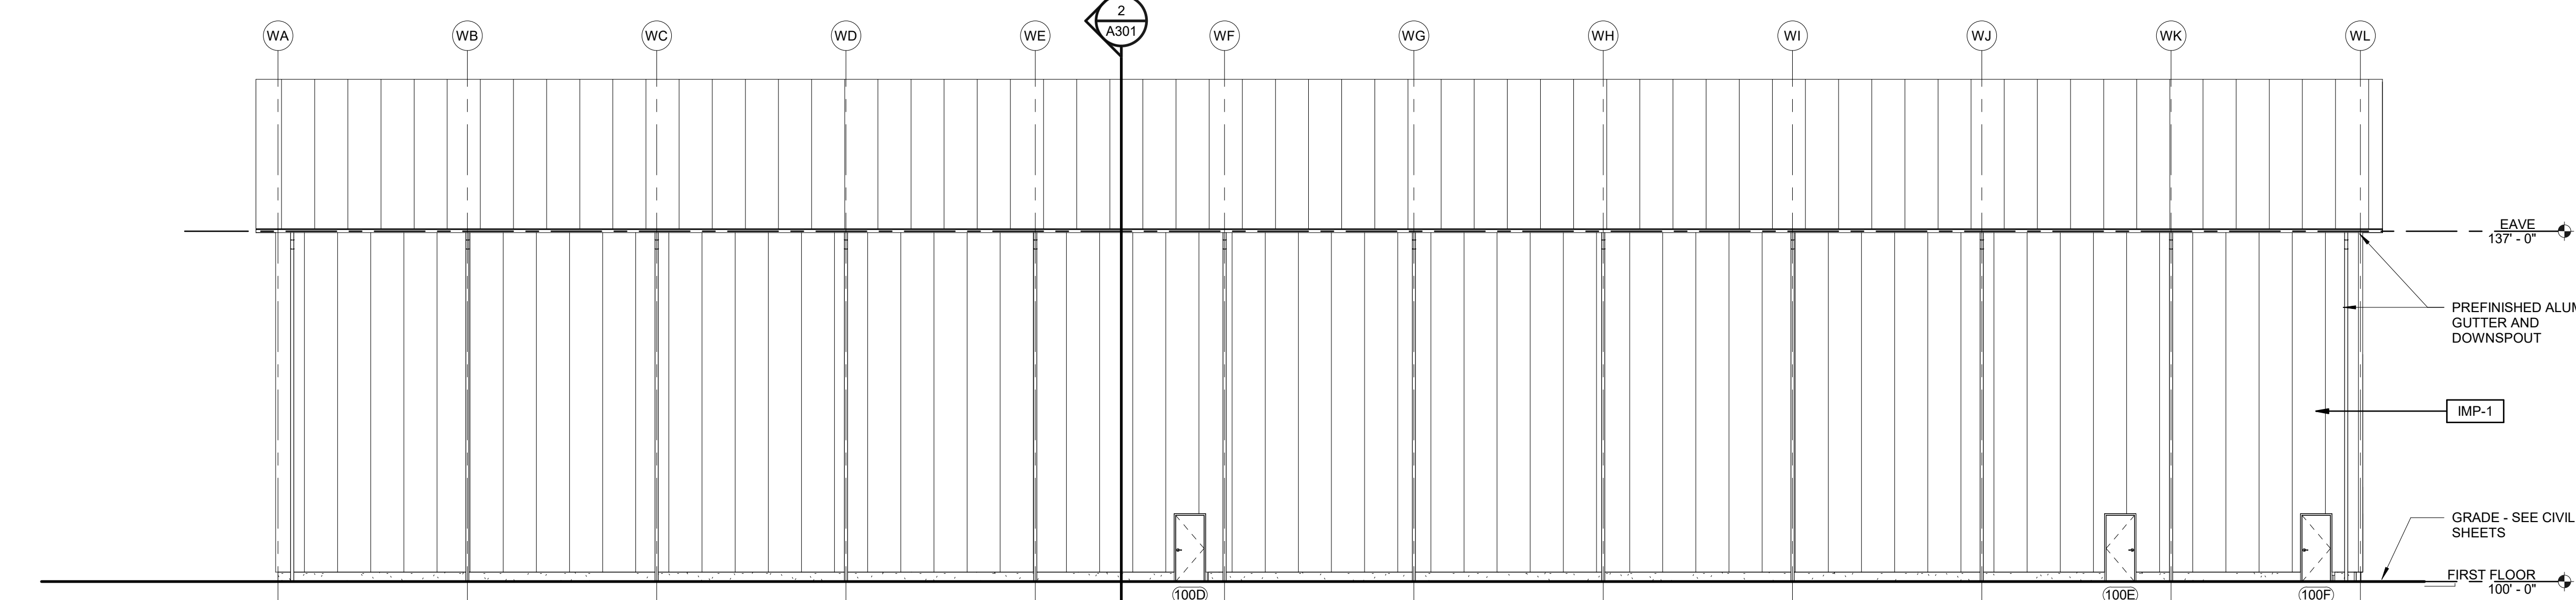 2
A301
WA WB WC WD WE WF WG WH WI WJ WK WL
EAVE
137' - 0"
PREFINISHED ALUM
GUTTER AND
DOWNSPOUT
IMP-1
GRADE - SEE CIVIL
SHEETS
FIRST FLOOR
100' - 0"
100D 100E 100F